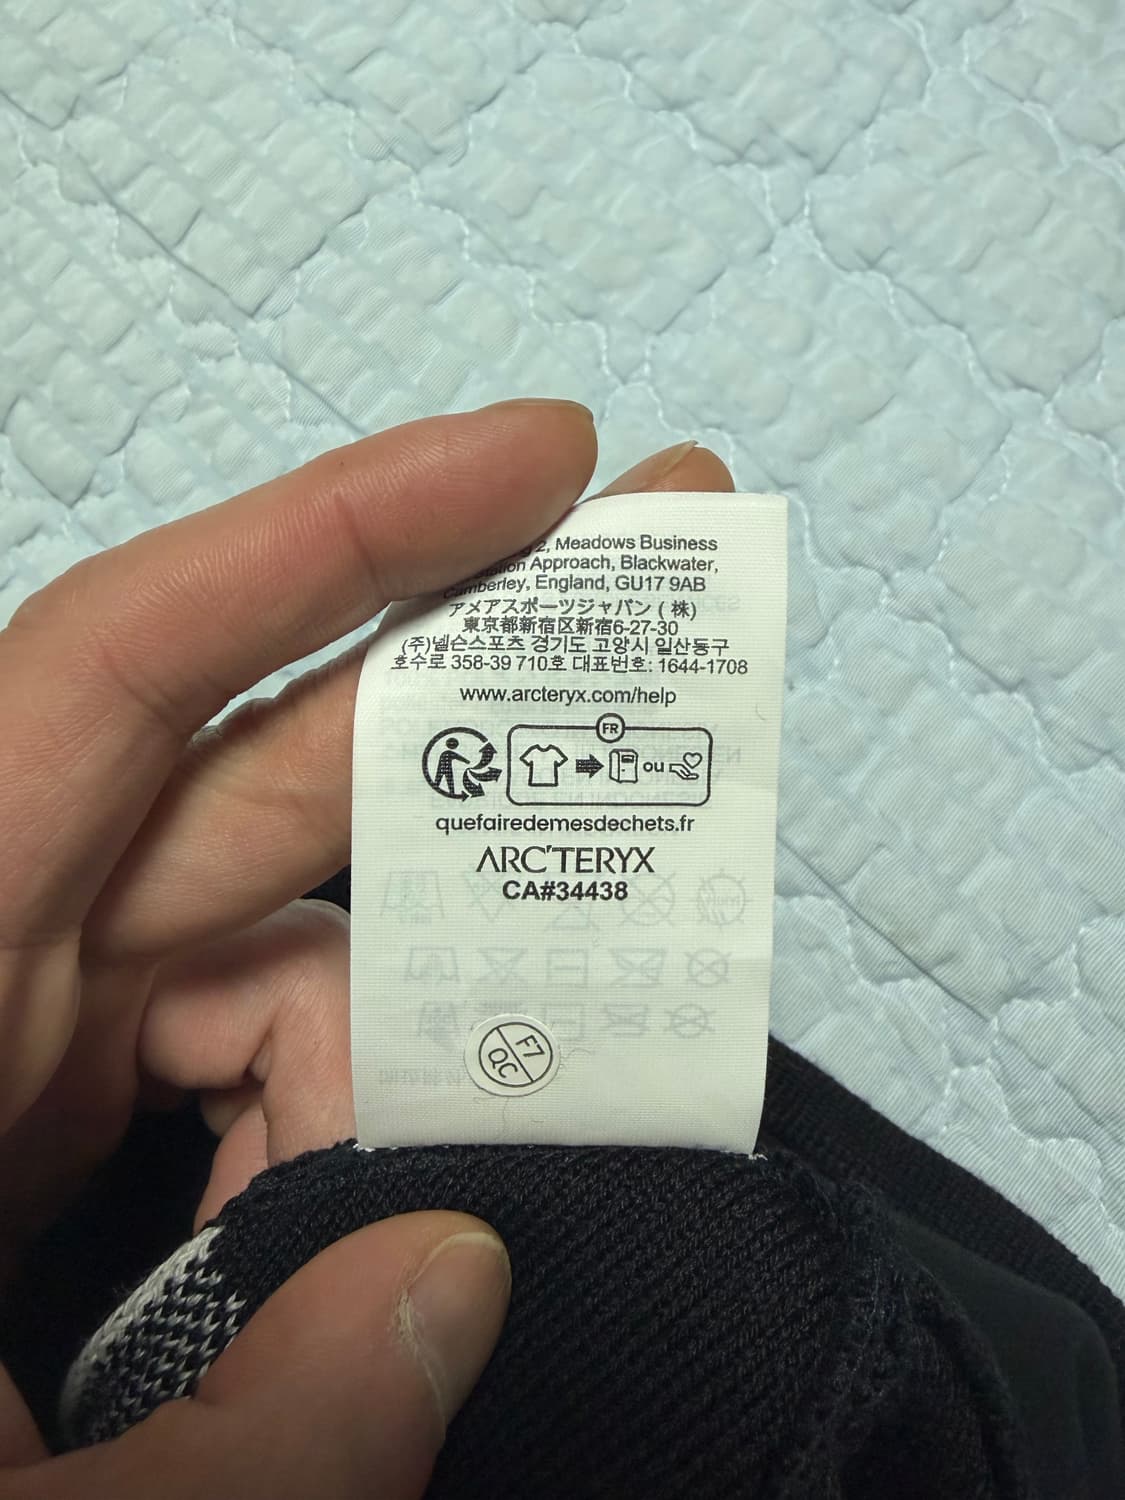 2, Meadows Business
Station Approach, Blackwater,
Camberley, England, GU17 9AB
アメアスポーツジャパン (株)
東京都新宿区新宿6-27-30
(주)넬슨스포츠 경기도 고양시 일산동구
호수로 358-39 710호 대표번호: 1644-1708
www.arcteryx.com/help
FR
ou
quefairedemesdechets.fr
ARC'TERYX
CA#34438
F7
QC